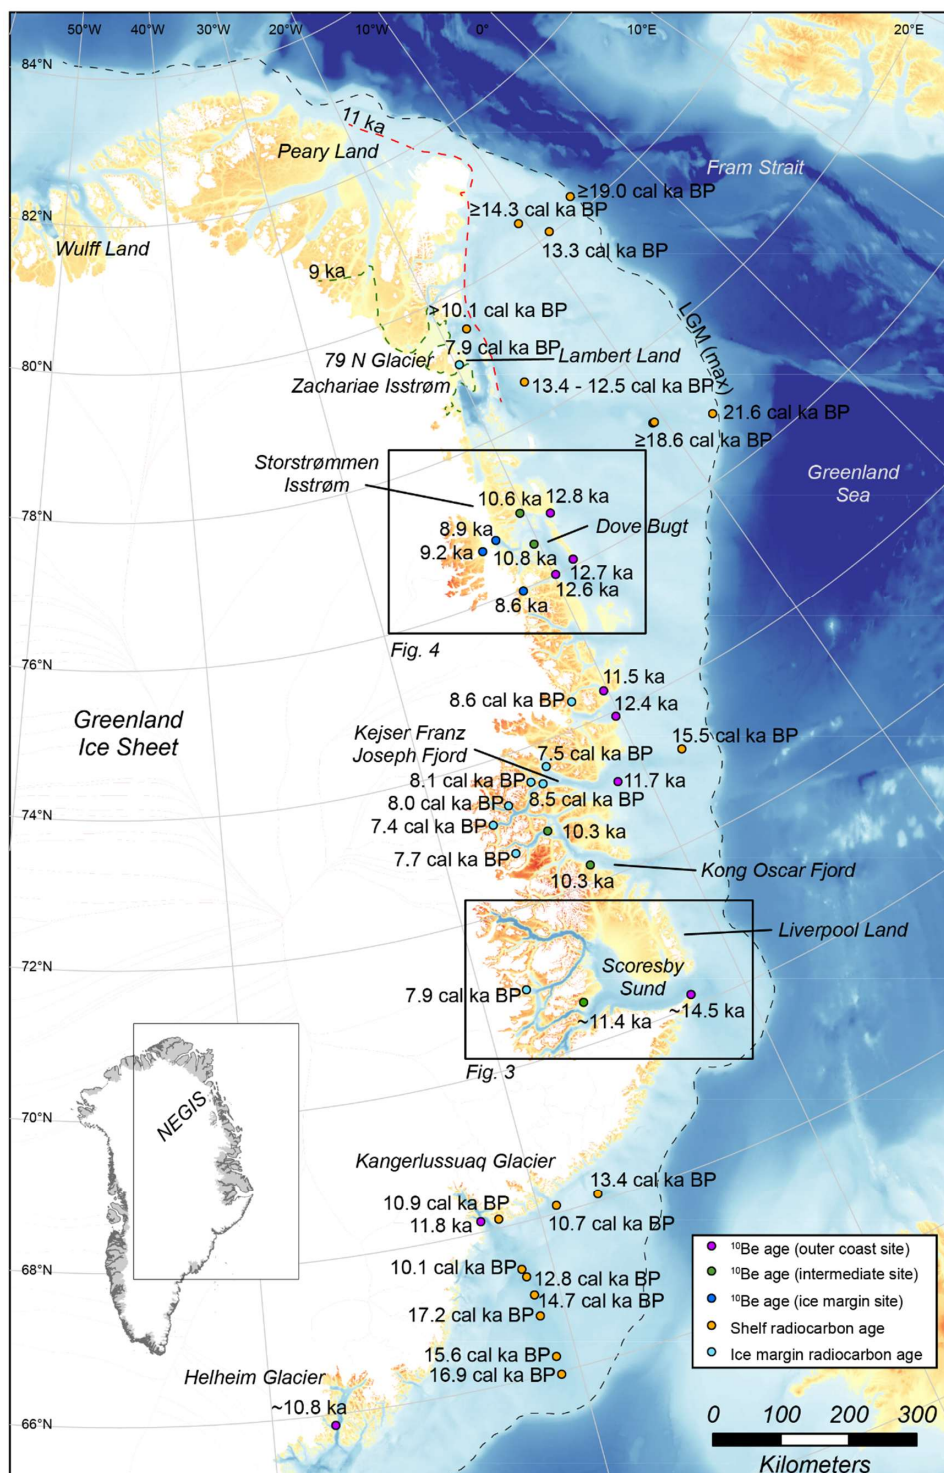 50°W
40°W
30°W
20°W
10°W
0°
10°E
20°E
84°N
11 ka
Peary Land
Fram Strait
≥19.0 cal ka BP
≥14.3 cal ka BP
82°N
13.3 cal ka BP
Wulff Land
9 ka
>10.1 cal ka BP
LGM (max)
7.9 cal ka BP
80°N
79 N Glacier
Lambert Land
Zachariae Isstrøm
13.4 - 12.5 cal ka BP
21.6 cal ka BP
≥18.6 cal ka BP
Storstrømmen
Isstrøm
Greenland
Sea
10.6 ka
12.8 ka
78°N
8.9 ka
Dove Bugt
9.2 ka
10.8 ka
12.7 ka
12.6 ka
8.6 ka
Fig. 4
76°N
11.5 ka
8.6 cal ka BP
12.4 ka
Greenland
Ice Sheet
Kejser Franz
Joseph Fjord
15.5 cal ka BP
7.5 cal ka BP
8.1 cal ka BP
11.7 ka
8.5 cal ka BP
8.0 cal ka BP
74°N
7.4 cal ka BP
10.3 ka
7.7 cal ka BP
Kong Oscar Fjord
10.3 ka
Liverpool Land
72°N
Scoresby
Sund
7.9 cal ka BP
~14.5 ka
~11.4 ka
Fig. 3
NEGIS
70°N
Kangerlussuaq Glacier
13.4 cal ka BP
10.9 cal ka BP
11.8 ka
10.7 cal ka BP
68°N
10.1 cal ka BP
12.8 cal ka BP
14.7 cal ka BP
17.2 cal ka BP
15.6 cal ka BP
16.9 cal ka BP
Helheim Glacier
~10.8 ka
66°N
¹⁰Be age (outer coast site)
¹⁰Be age (intermediate site)
¹⁰Be age (ice margin site)
Shelf radiocarbon age
Ice margin radiocarbon age
0 100 200 300
Kilometers